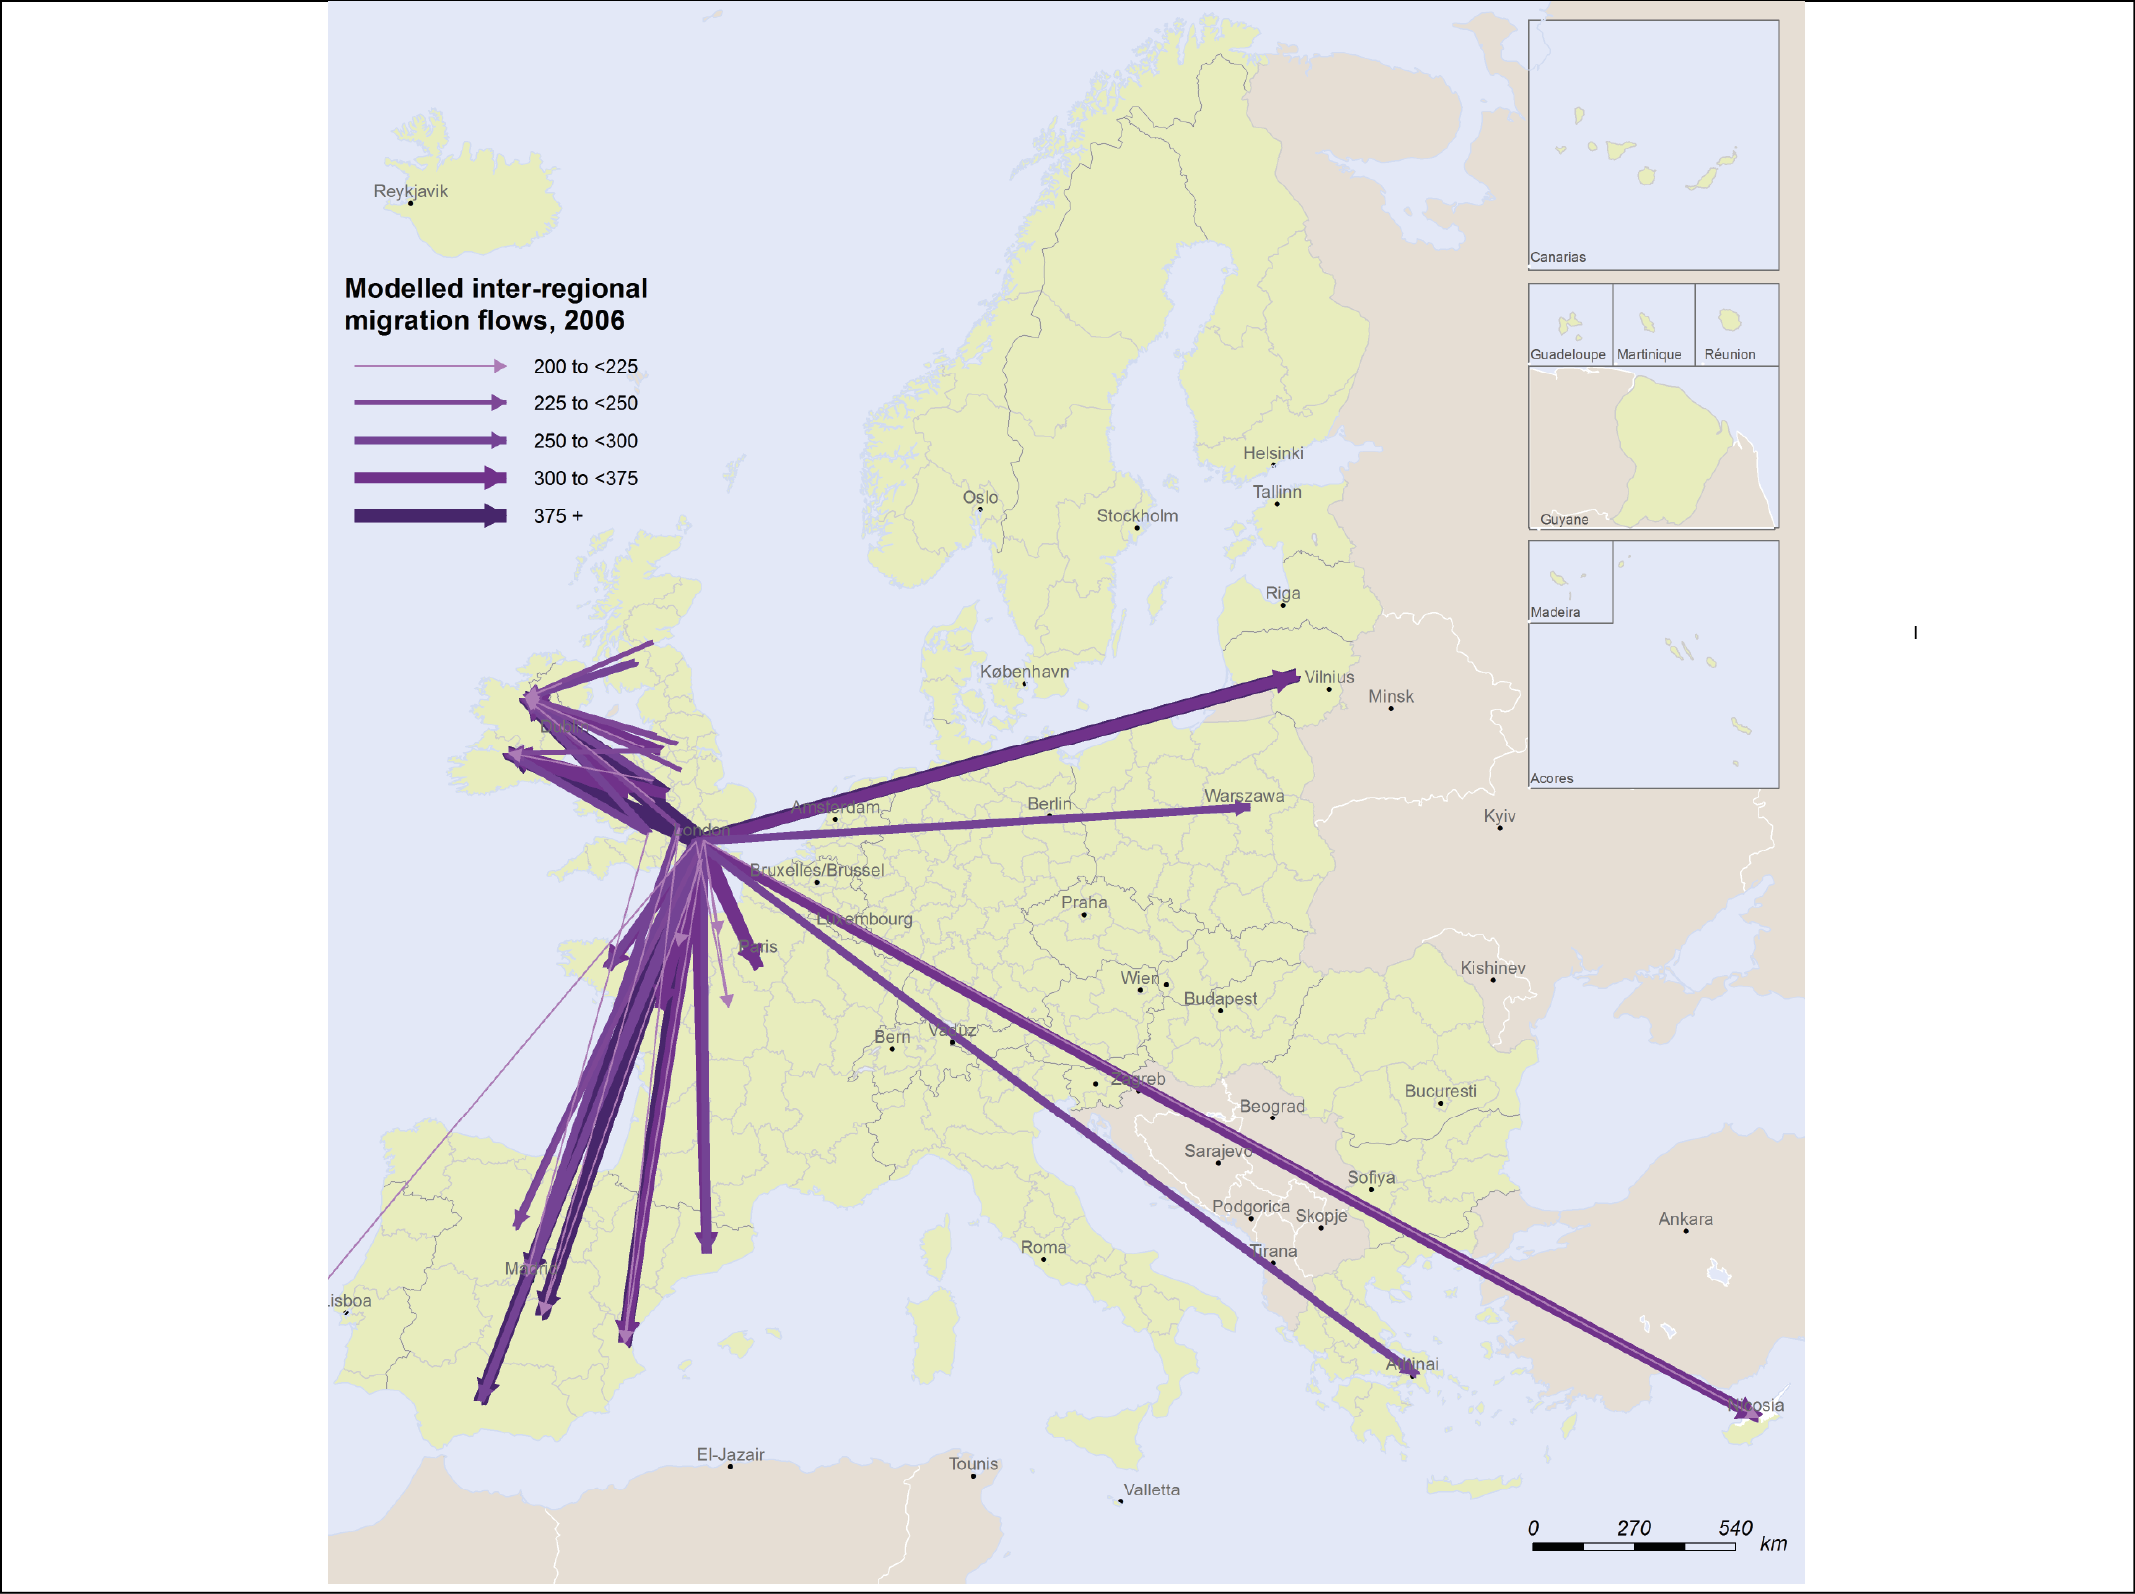 Reykjavik
Modelled inter-regional
migration flows, 2006
200 to <225
225 to <250
250 to <300
300 to <375
375 +
Canarias
Guadeloupe
Martinique
Réunion
Guyane
Madeira
Acores
I
Helsinki
Tallinn
Oslo
Stockholm
Riga
København
Vilnius
Minsk
Dublin
Amsterdam
Berlin
Warszawa
Kyiv
London
Bruxelles/Brussel
Praha
Luxembourg
Paris
Kishinev
Wien
Budapest
Bern
Vaduz
Zagreb
Bucuresti
Beograd
Sarajevo
Sofiya
Podgorica
Skopje
Ankara
Roma
Tirana
Madrid
Lisboa
Athinai
Nicosia
El-Jazair
Tounis
Valletta
0 270 540
km